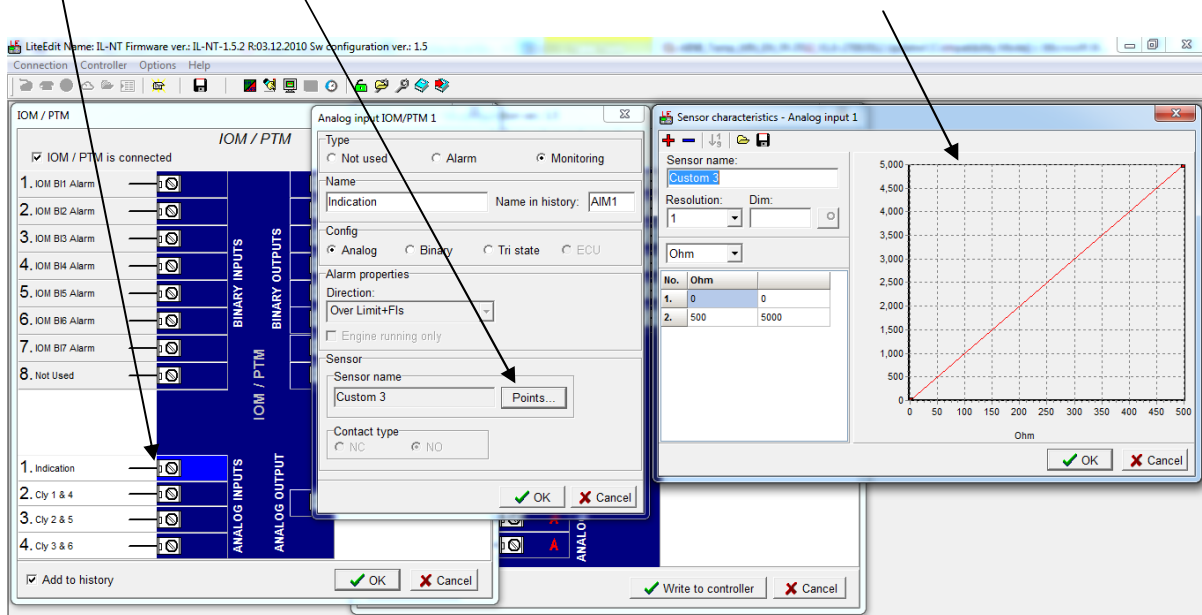 LiteEdit Name: IL-NT Firmware ver.: IL-NT-1.5.2 R:03.12.2010 Sw configuration ver.: 1.5
Connection Controller Options Help
IOM / PTM
IOM / PTM
IOM / PTM is connected
1. IOM BI1 Alarm
2. IOM BI2 Alarm
3. IOM BI3 Alarm
4. IOM BI4 Alarm
5. IOM BI5 Alarm
6. IOM BI6 Alarm
7. IOM BI7 Alarm
8. Not Used
BINARY INPUTS
BINARY OUTPUTS
IOM / PTM
1. Indication
2. Cly 1 & 4
3. Cly 2 & 5
4. Cly 3 & 6
ANALOG INPUTS
ANALOG OUTPUT
Add to history
OK
Cancel
Analog input IOM/PTM 1
Type
Not used Alarm Monitoring
Name
Indication Name in history: AIM1
Config
Analog Binary Tri state ECU
Alarm properties
Direction:
Over Limit+Fls
Engine running only
Sensor
Sensor name
Custom 3 Points...
Contact type
NC NO
OK Cancel
A
A
ANALO
Write to controller Cancel
Sensor characteristics - Analog input 1
Sensor name:
Custom 3
Resolution: Dim:
1
Ohm
No. Ohm
1. 0 0
2. 500 5000
5,000
4,500
4,000
3,500
3,000
2,500
2,000
1,500
1,000
500
0
0 50 100 150 200 250 300 350 400 450 500
Ohm
OK Cancel